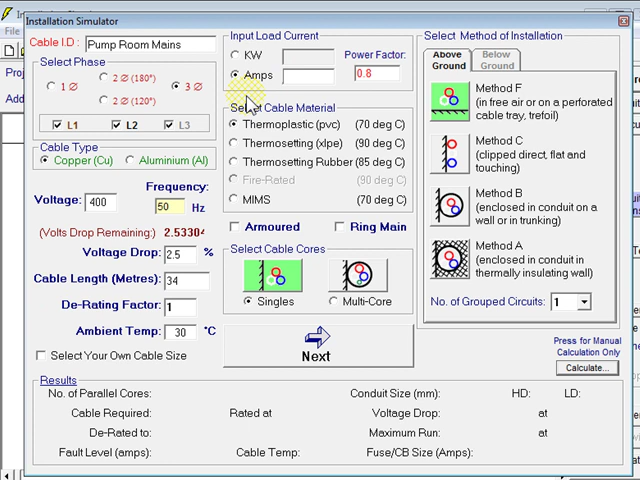 Installation Simulator
File
Proj
Add
Cable I.D : Pump Room Mains
Select Phase
1 Ø
2 Ø (180°)
2 Ø (120°)
3 Ø
L1 L2 L3
Cable Type
Copper (Cu) Aluminium (Al)
Voltage: 400
Frequency:
50 Hz
(Volts Drop Remaining:) 2.53304
Voltage Drop: 2.5 %
Cable Length (Metres): 34
De-Rating Factor: 1
Ambient Temp: 30 °C
Select Your Own Cable Size
Input Load Current
KW
Amps
Power Factor:
0.8
Select Cable Material
Thermoplastic (pvc) (70 deg C)
Thermosetting (xlpe) (90 deg C)
Thermosetting Rubber (85 deg C)
Fire-Rated (90 deg C)
MIMS (70 deg C)
Armoured Ring Main
Select Cable Cores
Singles Multi-Core
Next
Select Method of Installation
Above Ground
Below Ground
Method F
(in free air or on a perforated
cable tray, trefoil)
Method C
(clipped direct, flat and
touching)
Method B
(enclosed in conduit on a
wall or in trunking)
Method A
(enclosed in conduit in
thermally insulating wall)
No. of Grouped Circuits: 1
Press for Manual
Calculation Only
Calculate...
Results
No. of Parallel Cores: Conduit Size (mm): HD: LD:
Cable Required: Rated at Voltage Drop: at
De-Rated to: Maximum Run: at
Fault Level (amps): Cable Temp: Fuse/CB Size (Amps):